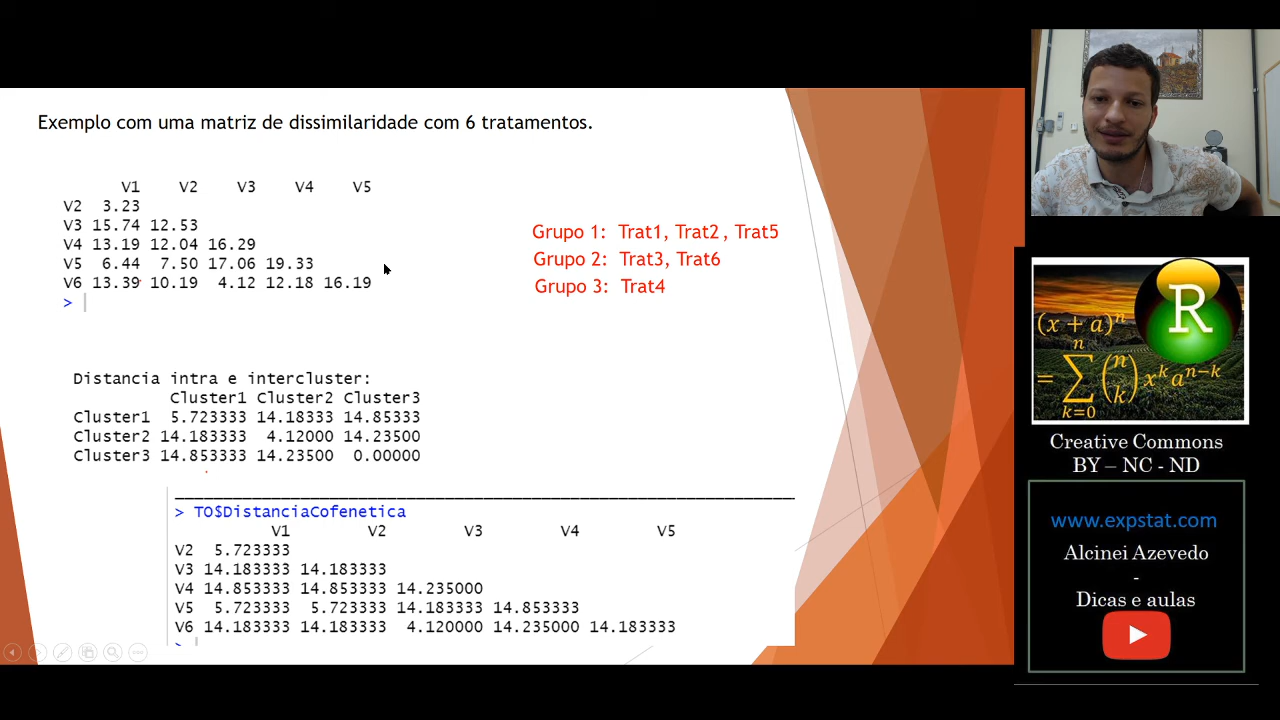 Exemplo com uma matriz de dissimilaridade com 6 tratamentos.
V1 V2 V3 V4 V5
V2 3.23
V3 15.74 12.53
V4 13.19 12.04 16.29
V5 6.44 7.50 17.06 19.33
V6 13.39 10.19 4.12 12.18 16.19
>
Grupo 1: Trat1, Trat2 , Trat5
Grupo 2: Trat3, Trat6
Grupo 3: Trat4
Distancia intra e intercluster:
Cluster1 Cluster2 Cluster3
Cluster1 5.723333 14.18333 14.85333
Cluster2 14.183333 4.12000 14.23500
Cluster3 14.853333 14.23500 0.00000
> TO$DistanciaCofenetica
V1 V2 V3 V4 V5
V2 5.723333
V3 14.183333 14.183333
V4 14.853333 14.853333 14.235000
V5 5.723333 5.723333 14.183333 14.853333
V6 14.183333 14.183333 4.120000 14.235000 14.183333
R
(x + a)^n
= ∑_{k=0}^{n} (n k) x^k a^{n-k}
Creative Commons
BY – NC - ND
www.expstat.com
Alcinei Azevedo
-
Dicas e aulas